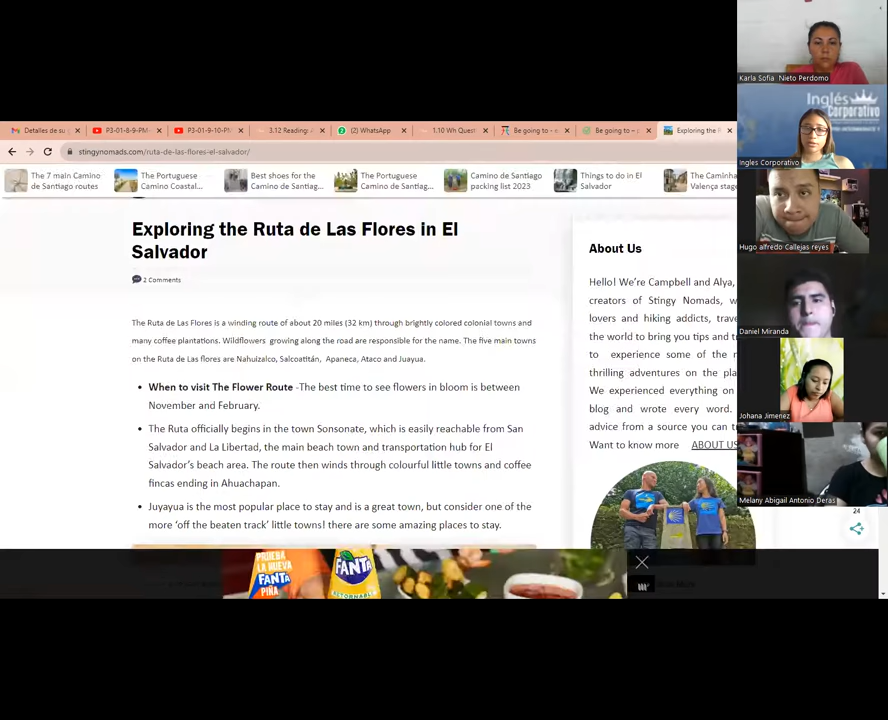 Detalles de su
P3-01-8-9-PM-
P3-01-9-10-PM
3.12 Reading:
(2) WhatsApp
1.10 Wh Quest
Be going to - e
Be going to – p
Exploring the R
stingynomads.com/ruta-de-las-flores-el-salvador/
The 7 main Camino
de Santiago routes
The Portuguese
Camino Coastal...
Best shoes for the
Camino de Santiag...
The Portuguese
Camino de Santiag...
Camino de Santiago
packing list 2023
Things to do in El
Salvador
The Caminha
Valença stage
Exploring the Ruta de Las Flores in El
Salvador
2 Comments
The Ruta de Las Flores is a winding route of about 20 miles (32 km) through brightly colored colonial towns and
many coffee plantations. Wildflowers growing along the road are responsible for the name. The five main towns
on the Ruta de Las flores are Nahuizalco, Salcoatitán, Apaneca, Ataco and Juayua.
• When to visit The Flower Route -The best time to see flowers in bloom is between
November and February.
• The Ruta officially begins in the town Sonsonate, which is easily reachable from San
Salvador and La Libertad, the main beach town and transportation hub for El
Salvador's beach area. The route then winds through colourful little towns and coffee
fincas ending in Ahuachapan.
• Juyayua is the most popular place to stay and is a great town, but consider one of the
more 'off the beaten track' little towns! there are some amazing places to stay.
About Us
Hello! We're Campbell and Alya,
creators of Stingy Nomads, w
lovers and hiking addicts, trave
the world to bring you tips and tr
to experience some of the m
thrilling adventures on the pla
We experienced everything on
blog and wrote every word.
advice from a source you can t
Want to know more ABOUT US
24
PRUEBA
LA NUEVA
FANTA
PIÑA
FANTA
RETORNABLE
Karla Sofia Nieto Perdomo
Inglés
Corporativo
Ingles Corporativo
Hugo alfredo Callejas reyes
Daniel Miranda
Johana Jimenez
Melany Abigail Antonio Deras